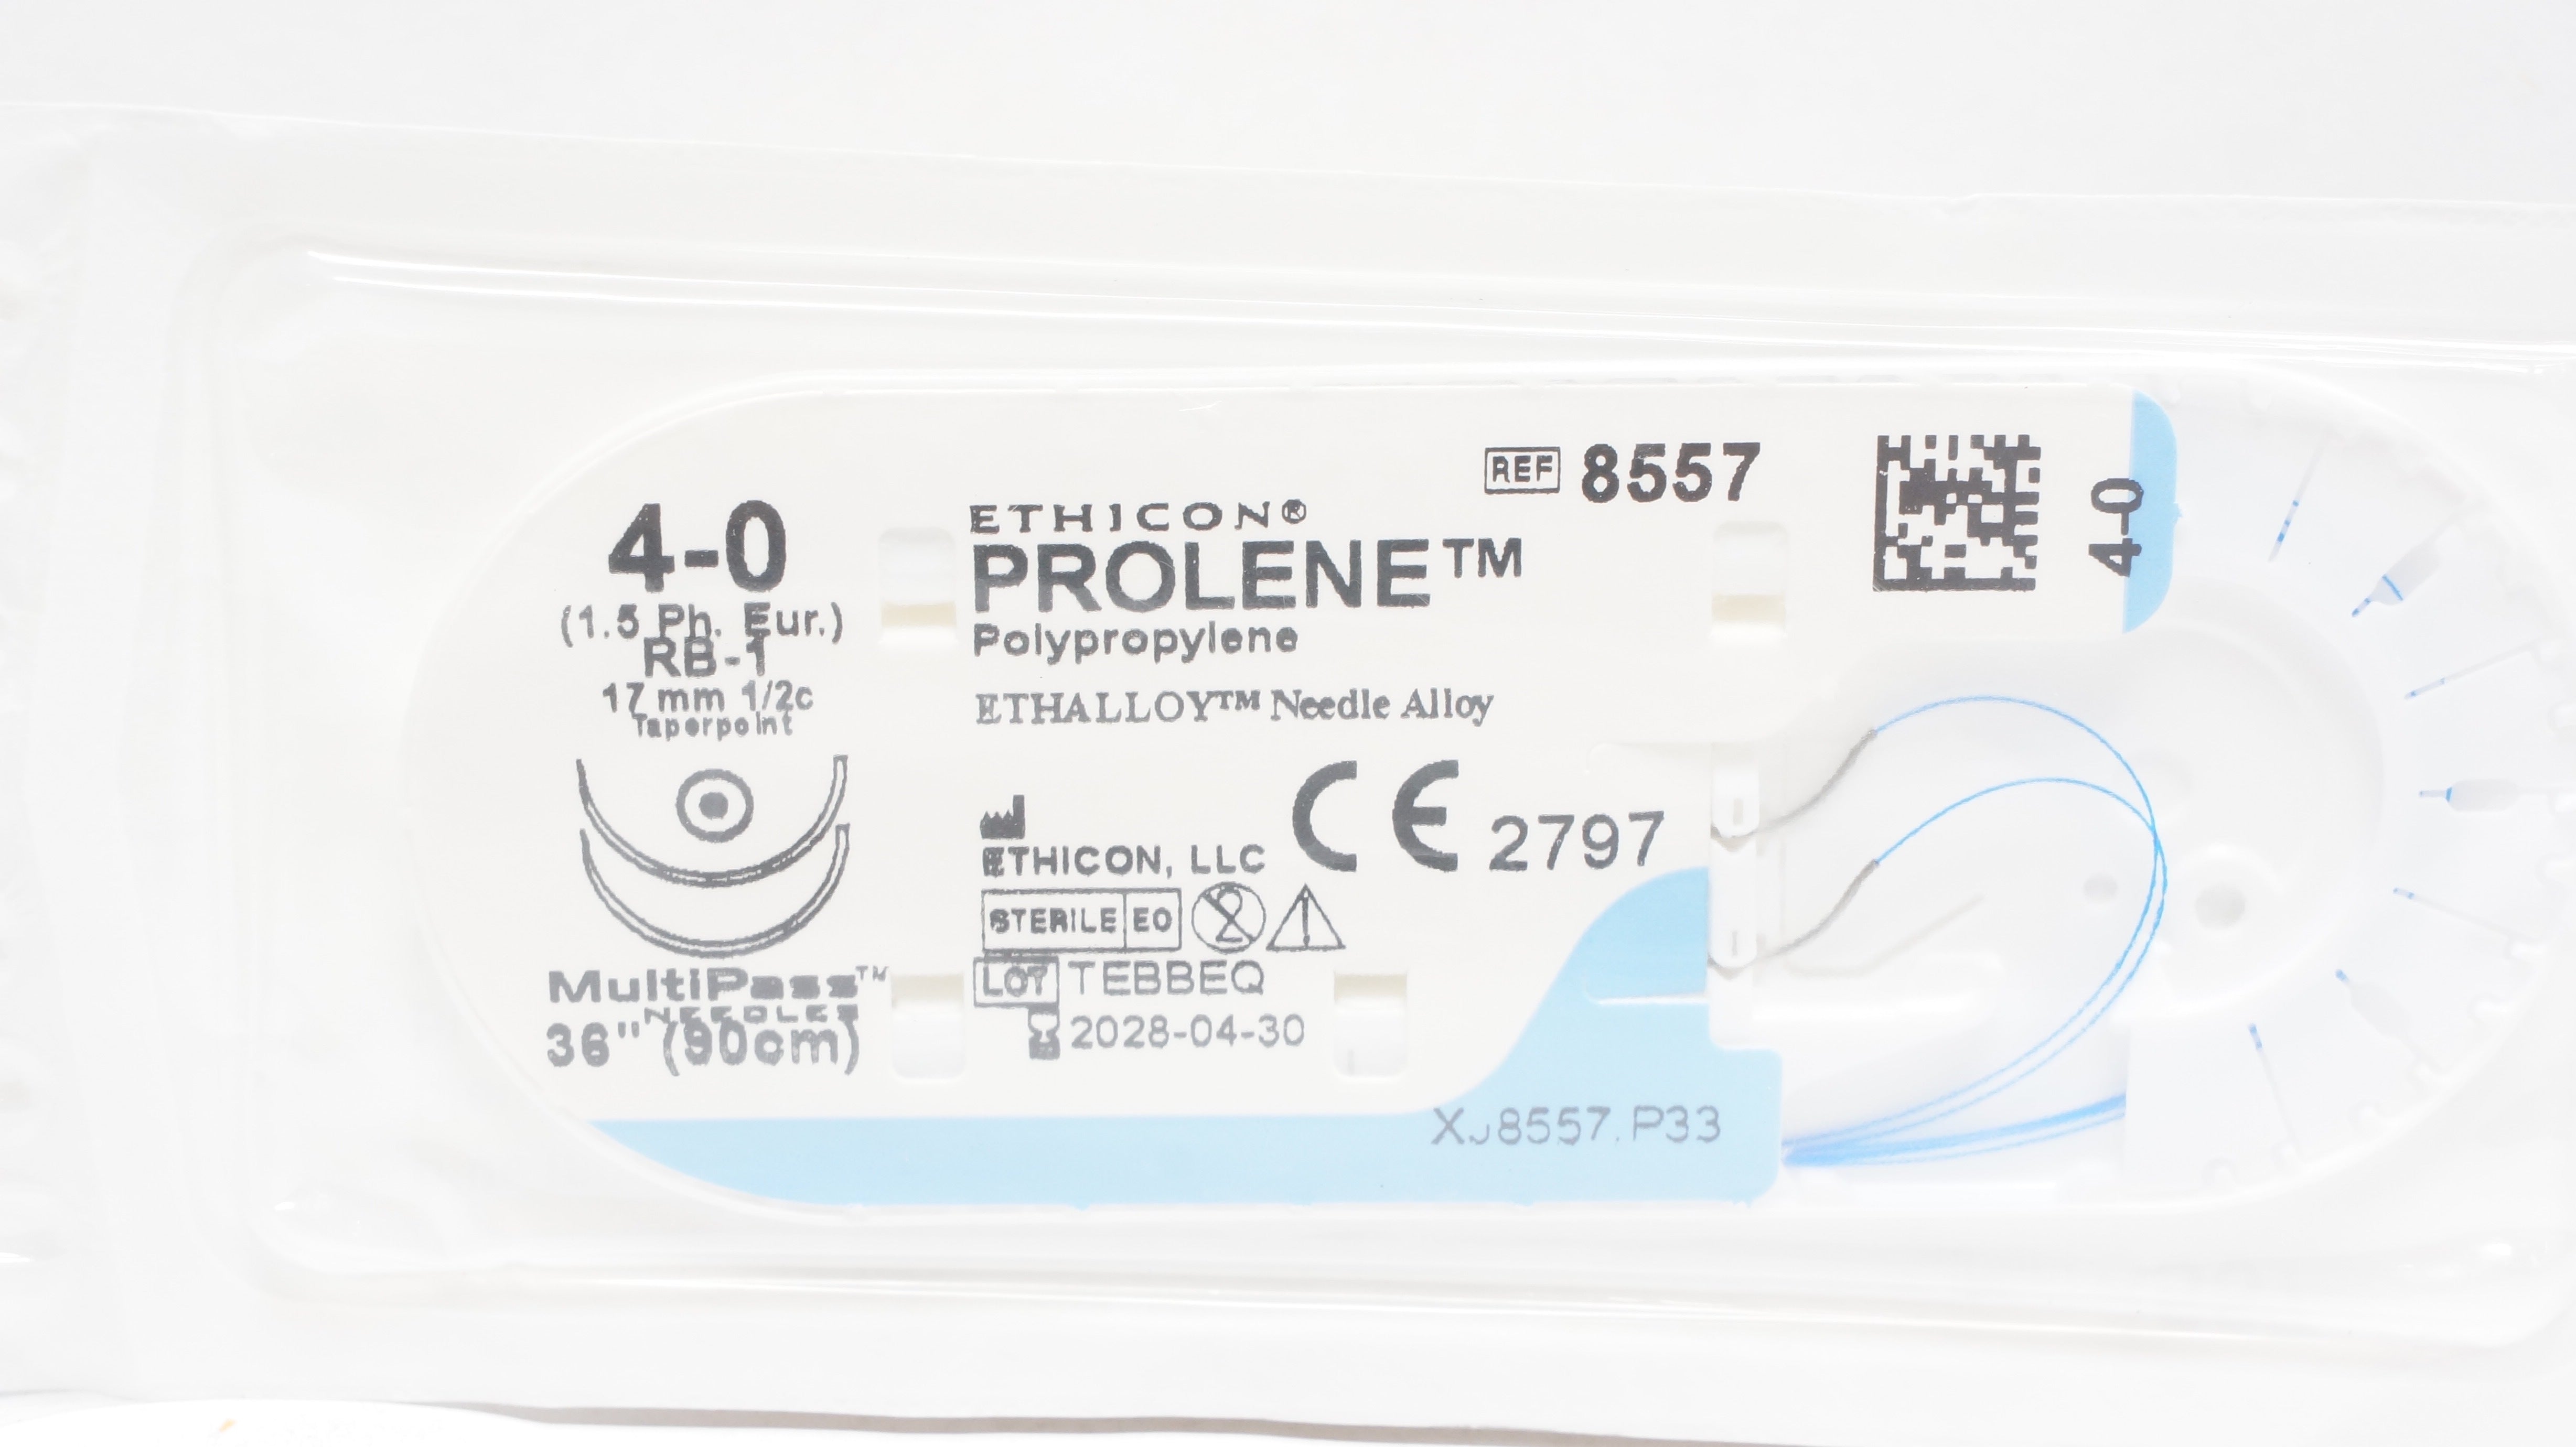 REF 8557
4-0
4-0
(1.5 Ph. Eur.)
RB-1
17 mm 1/2c
Taperpoint
MultiPass™
NEEDLES
36" (90cm)
ETHICON®
PROLENE™
Polypropylene
ETHALLOY™ Needle Alloy
CE 2797
ETHICON, LLC
STERILE EO 2
LOT TEBBEQ
2028-04-30
XJ8557.P33